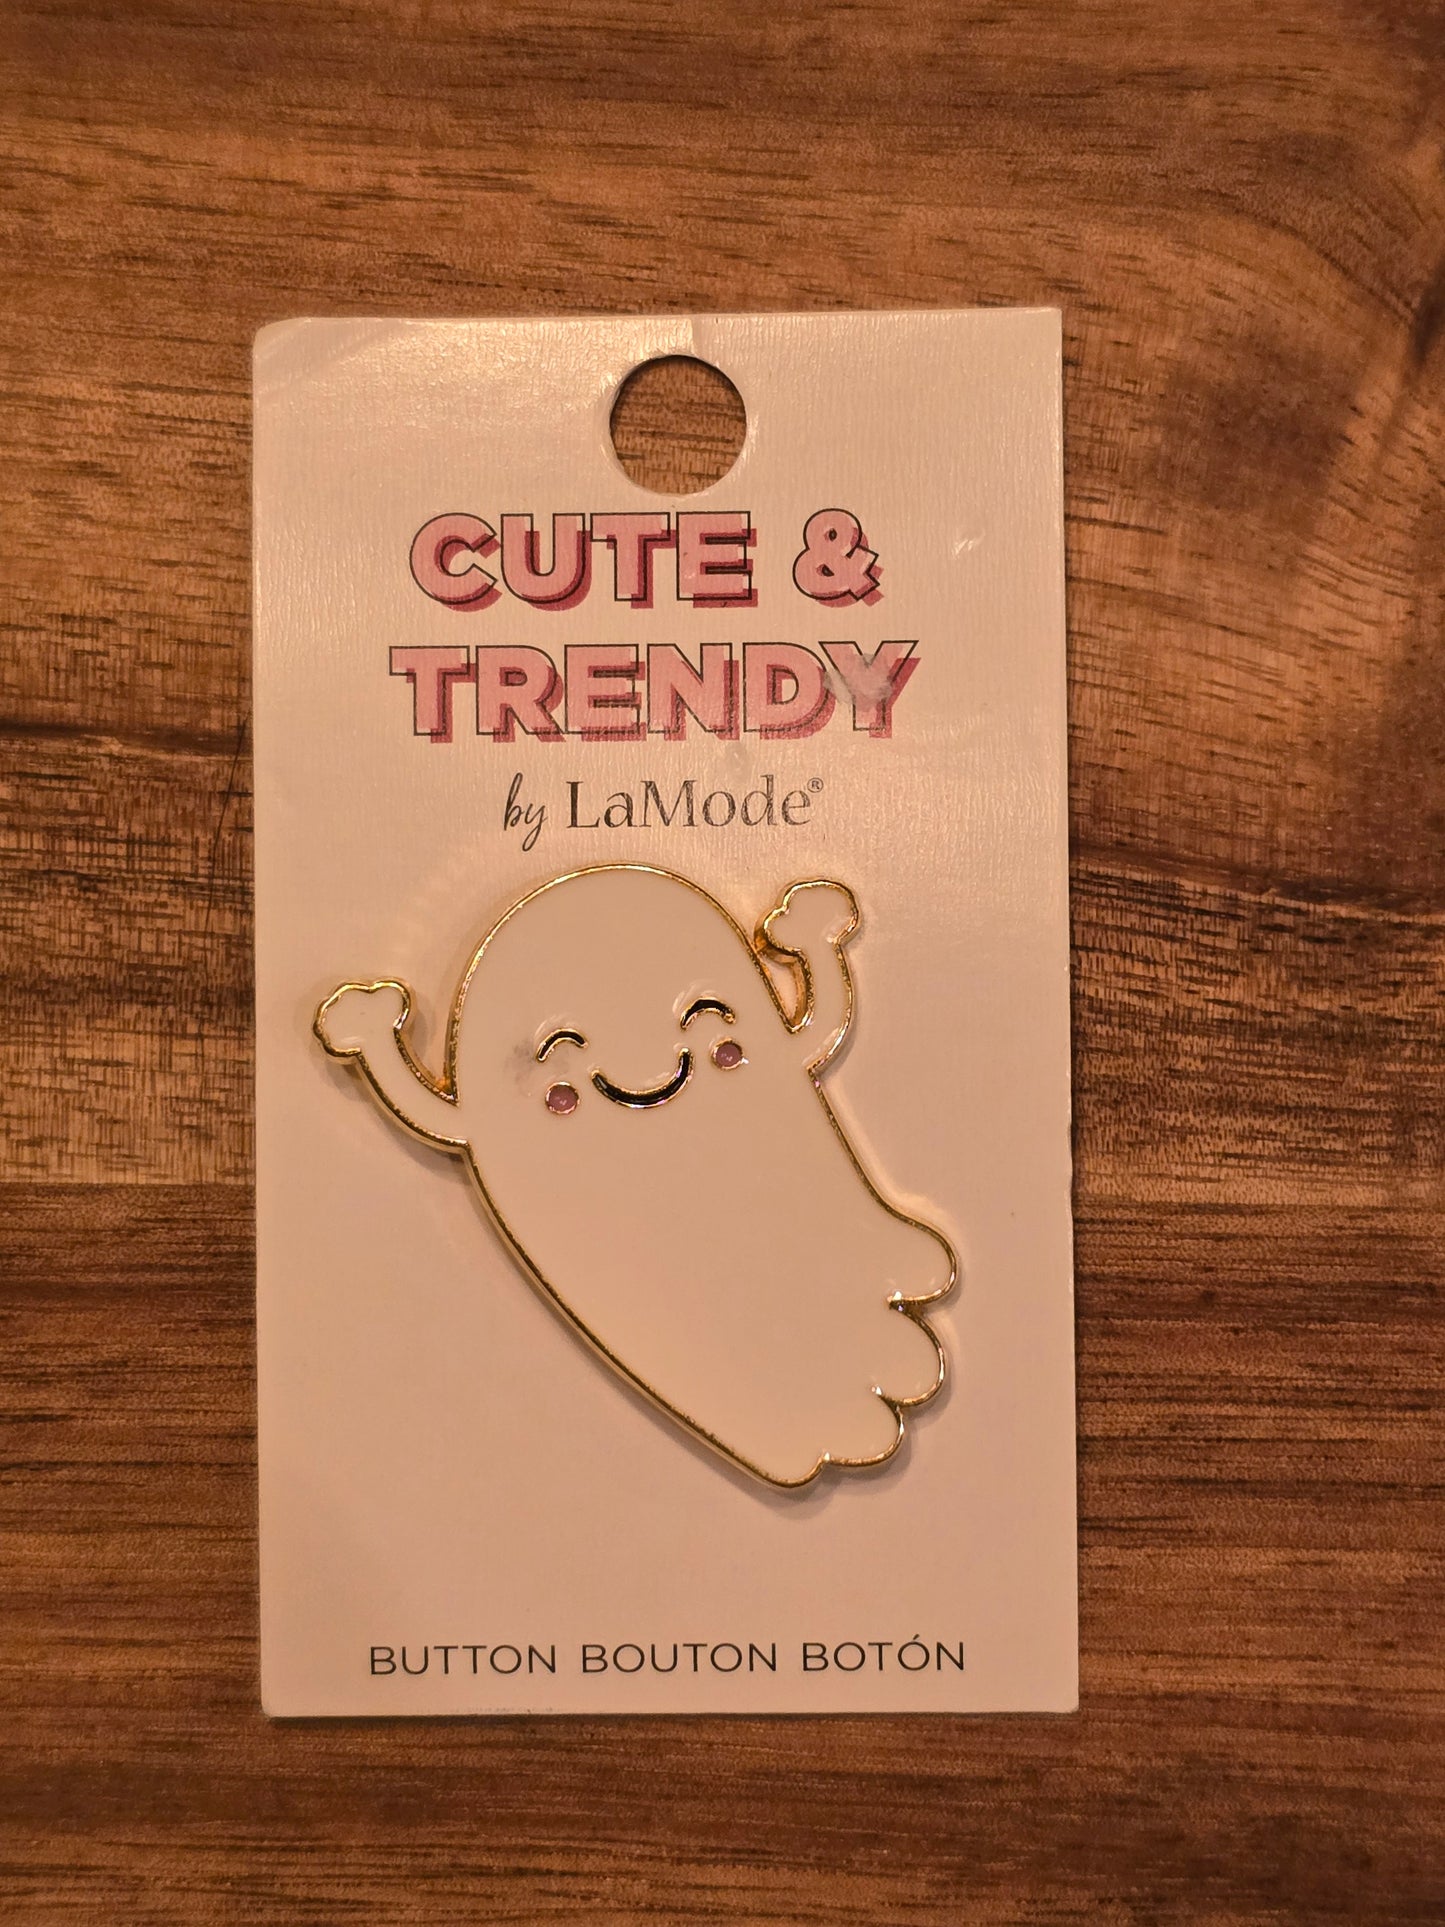 CUTE &
TRENDY
by LaMode®
BUTTON BOUTON BOTÓN